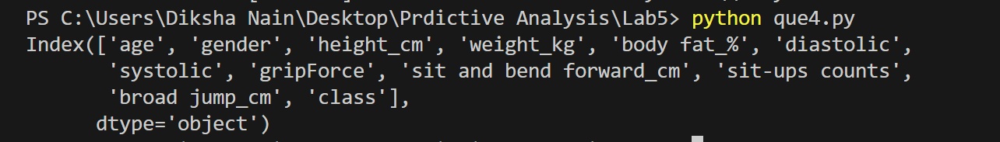 PS C:\Users\Diksha Nain\Desktop\Prdictive Analysis\Lab5> python que4.py
Index(['age', 'gender', 'height_cm', 'weight_kg', 'body fat_%', 'diastolic',
       'systolic', 'gripForce', 'sit and bend forward_cm', 'sit-ups counts',
       'broad jump_cm', 'class'],
      dtype='object')